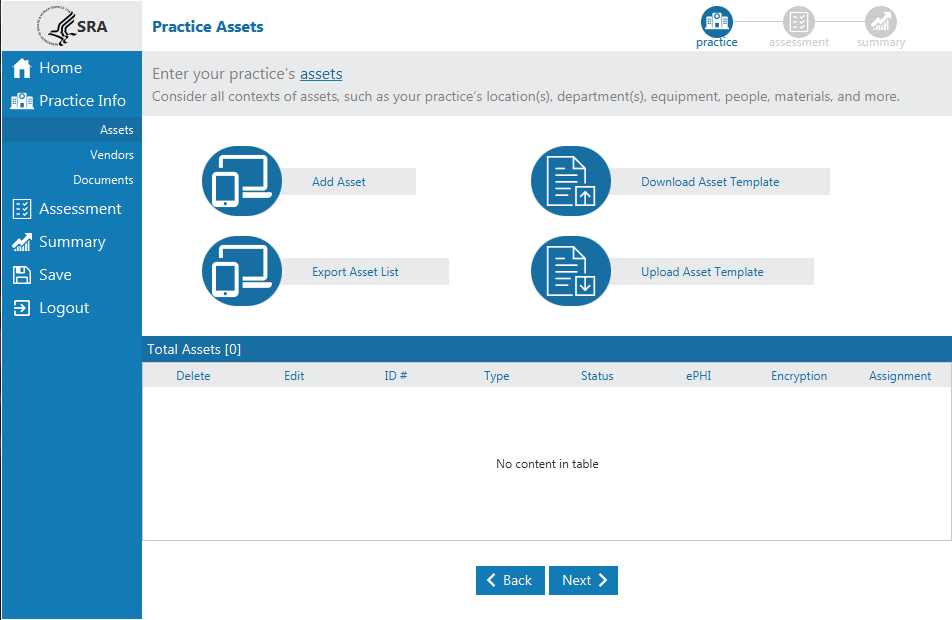 SRA
Practice Assets
practice
assessment
summary
Home
Practice Info
Assets
Vendors
Documents
Assessment
Summary
Save
Logout
Enter your practice's assets
Consider all contexts of assets, such as your practice's location(s), department(s), equipment, people, materials, and more.
Add Asset
Download Asset Template
Export Asset List
Upload Asset Template
Total Assets [0]
Delete Edit ID # Type Status ePHI Encryption Assignment
No content in table
Back Next